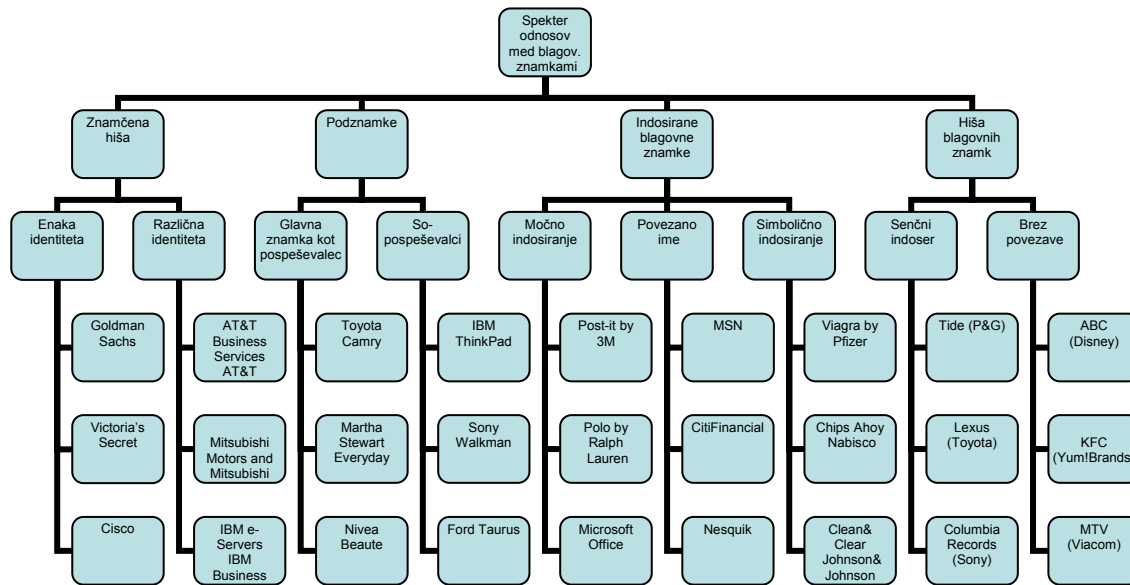 Spekter
odnosov
med blagov.
znamkami
Znamčena
hiša
Podznamke
Indosirane
blagovne
znamke
Hiša
blagovnih
znamk
Enaka
identiteta
Različna
identiteta
Glavna
znamka kot
pospeševalec
So-
pospeševalci
Močno
indosiranje
Povezano
ime
Simbolično
indosiranje
Senčni
indoser
Brez
povezave
Goldman
Sachs
AT&T
Business
Services
AT&T
Toyota
Camry
IBM
ThinkPad
Post-it by
3M
MSN
Viagra by
Pfizer
Tide (P&G)
ABC
(Disney)
Victoria's
Secret
Mitsubishi
Motors and
Mitsubishi
Martha
Stewart
Everyday
Sony
Walkman
Polo by
Ralph
Lauren
CitiFinancial
Chips Ahoy
Nabisco
Lexus
(Toyota)
KFC
(Yum!Brands
Cisco
IBM e-
Servers
IBM
Business
Nivea
Beaute
Ford Taurus
Microsoft
Office
Nesquik
Clean&
Clear
Johnson&
Johnson
Columbia
Records
(Sony)
MTV
(Viacom)